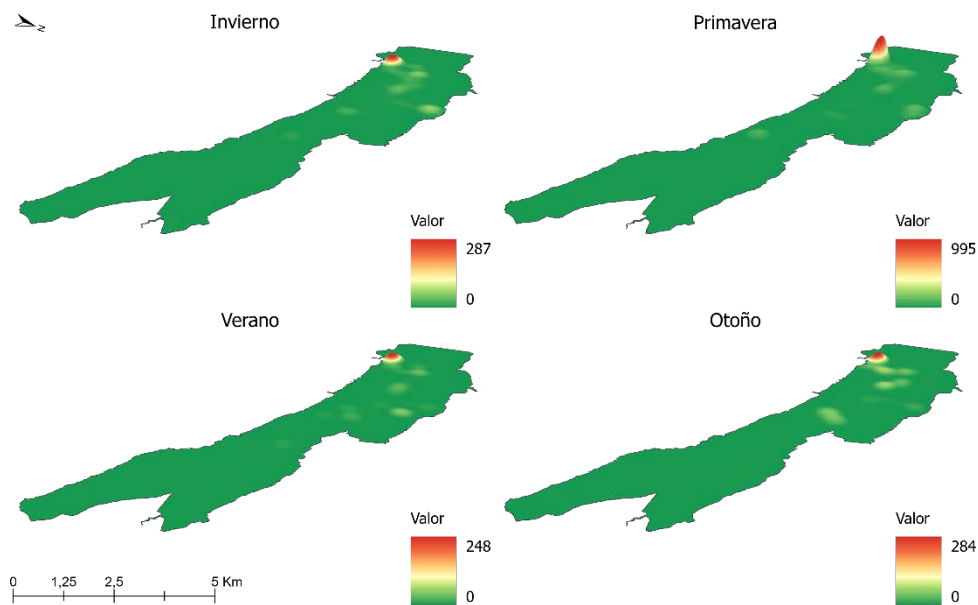 N
Invierno
Primavera
Valor
287
0
Valor
995
0
Verano
Otoño
Valor
248
0
Valor
284
0
0 1,25 2,5 5 Km